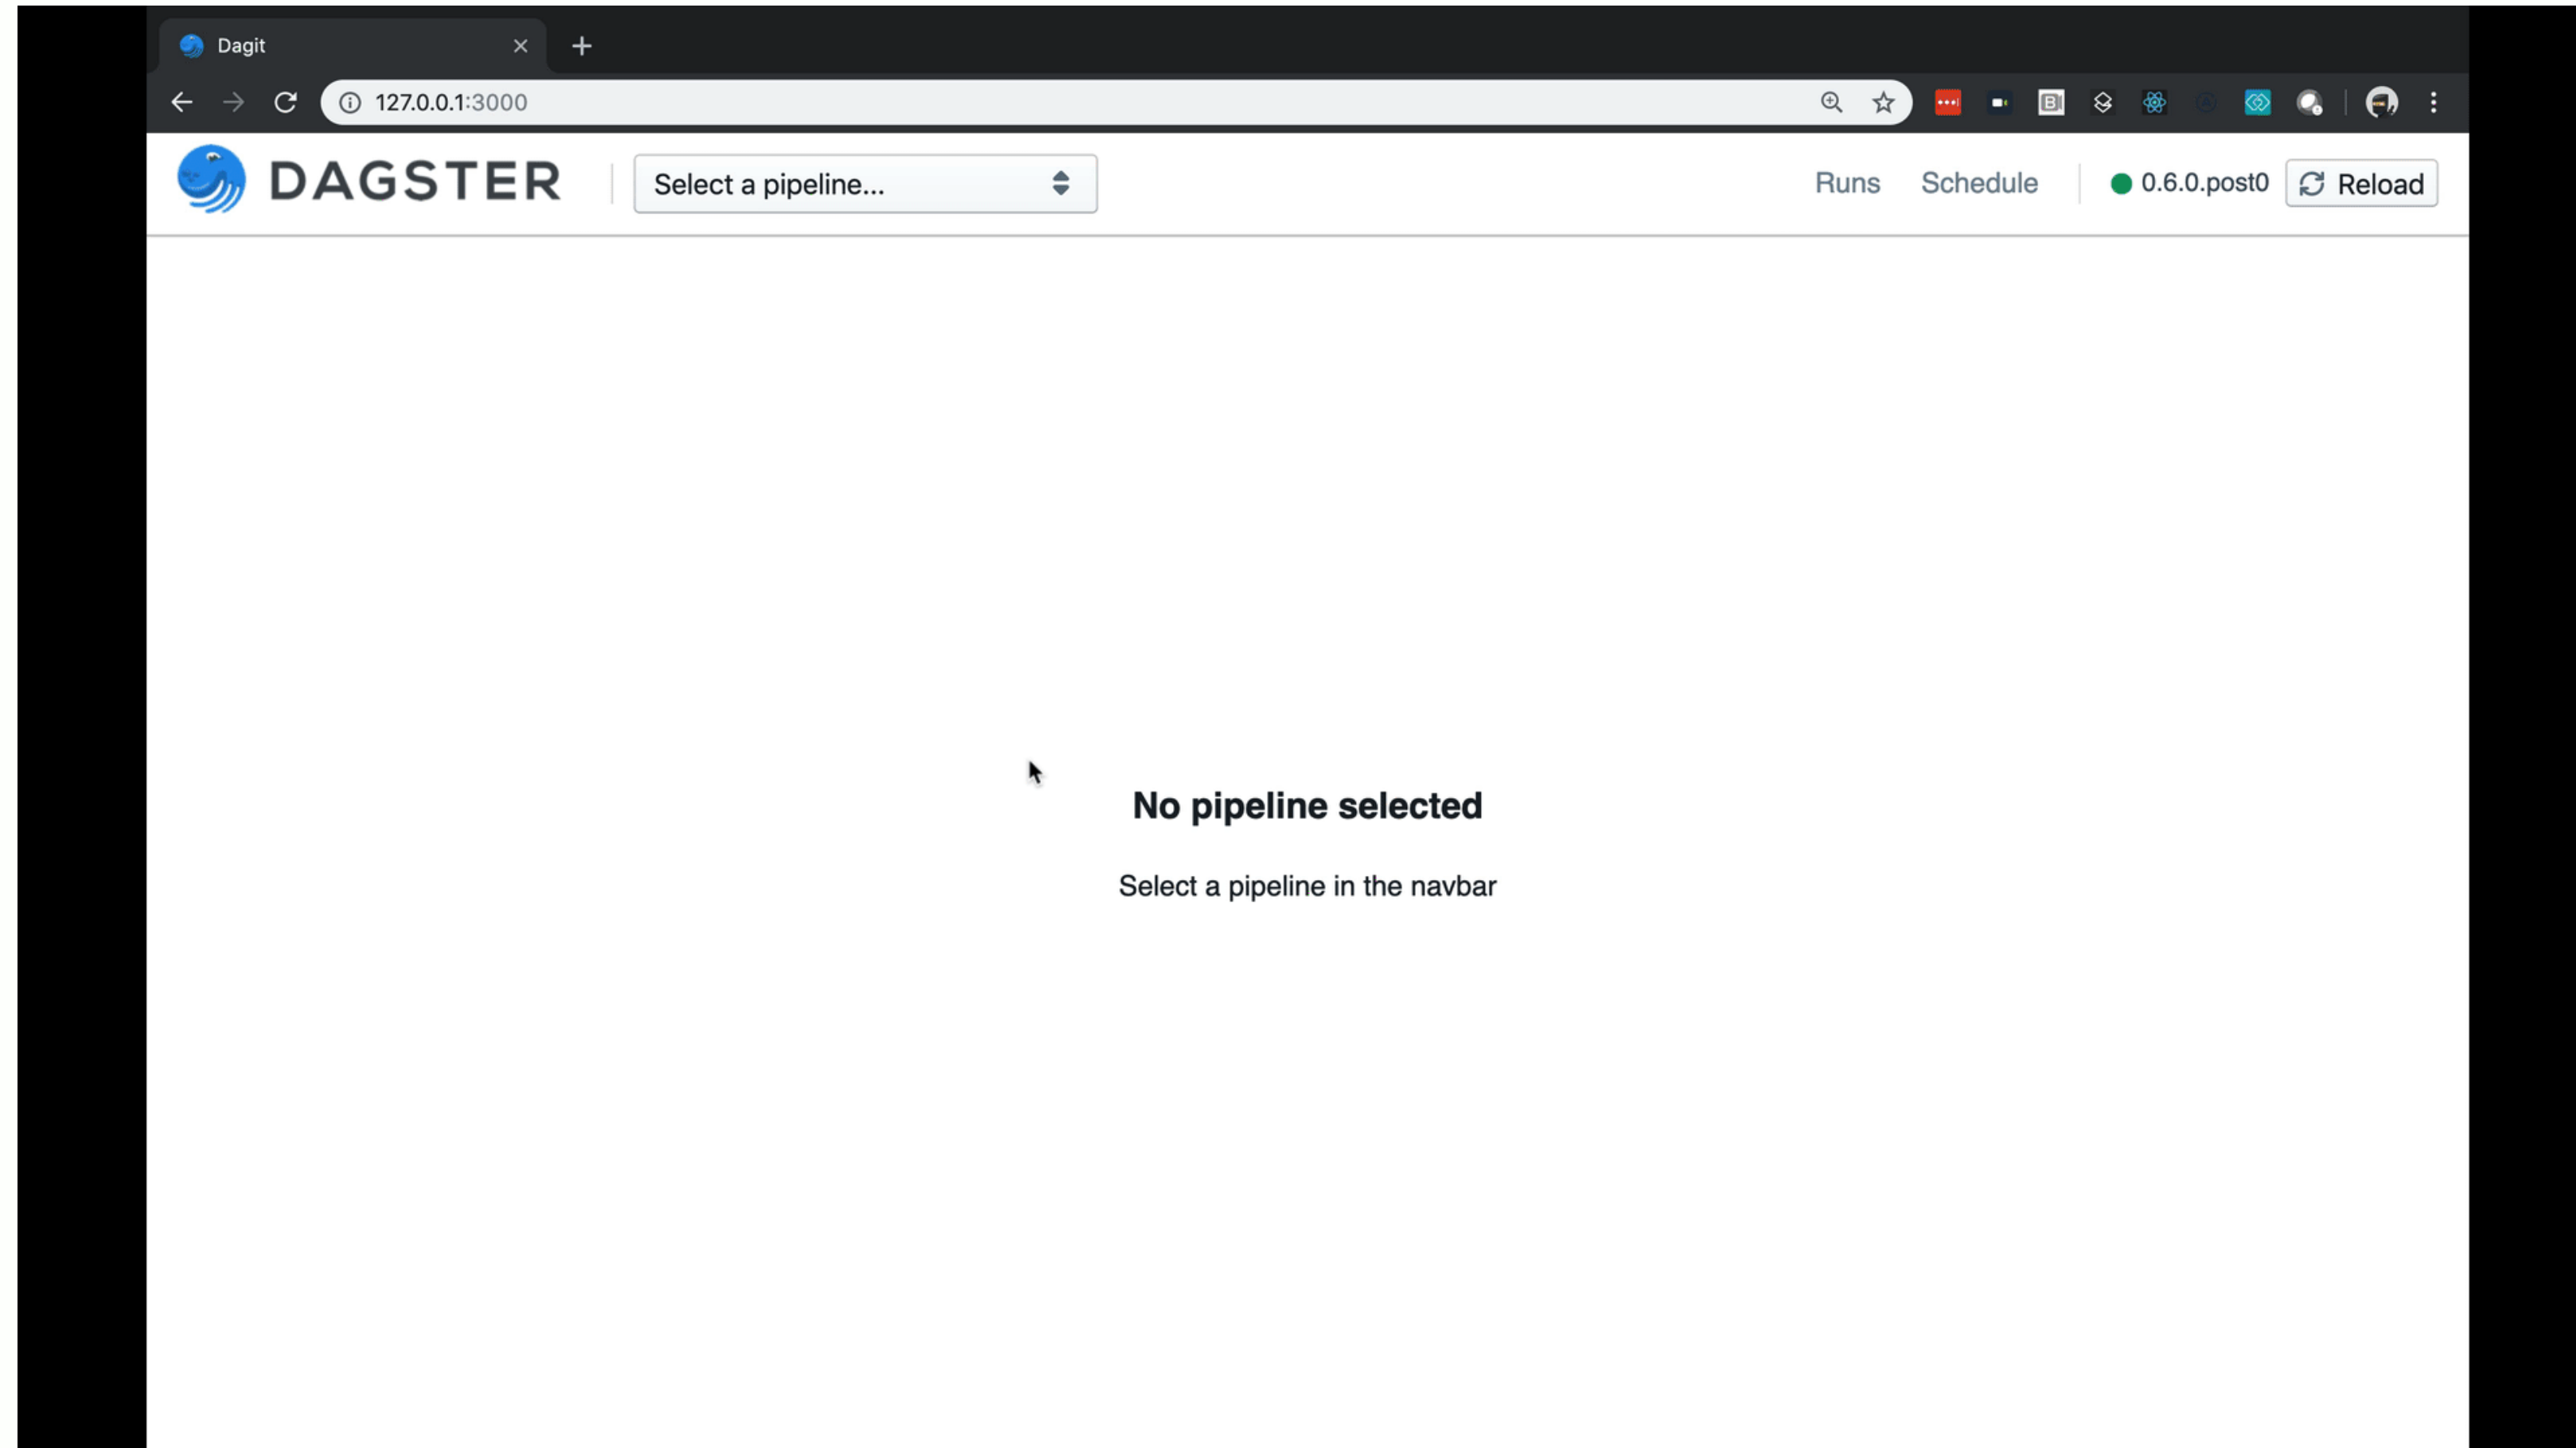 Dagit
127.0.0.1:3000
DAGSTER
Select a pipeline...
Runs Schedule 0.6.0.post0 Reload
No pipeline selected
Select a pipeline in the navbar